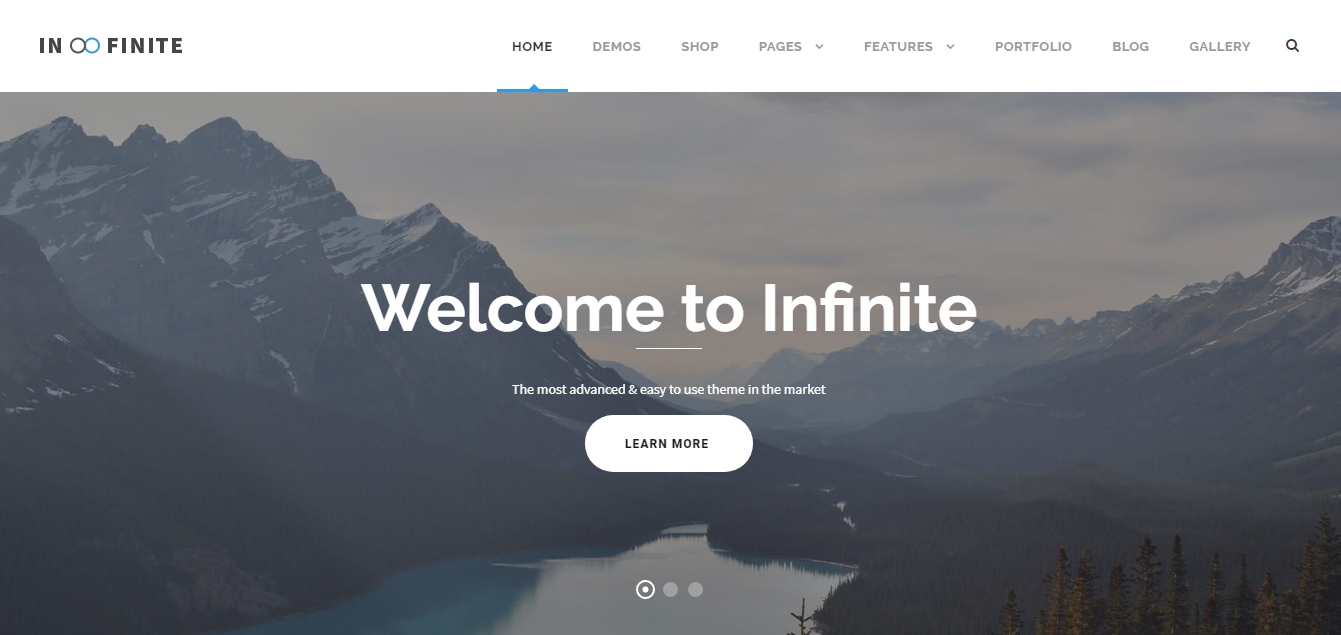 IN FINITE
HOME DEMOS SHOP PAGES FEATURES PORTFOLIO BLOG GALLERY
Welcome to Infinite
The most advanced & easy to use theme in the market
LEARN MORE